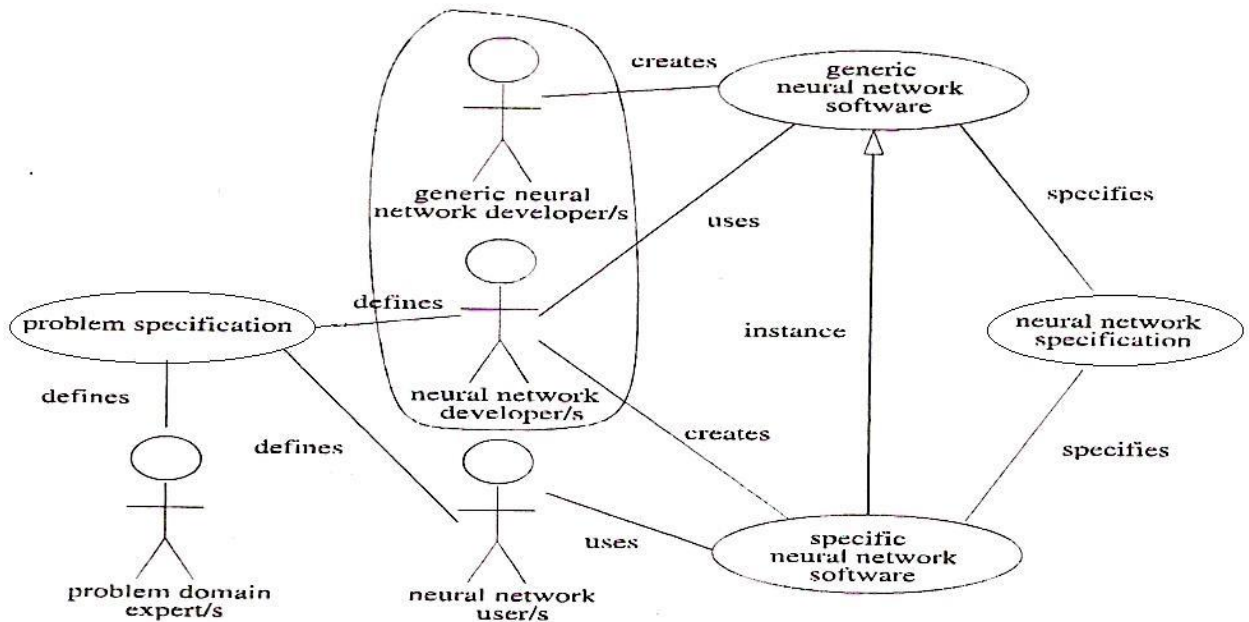 creates
generic
neural network
software
generic neural
network developer/s
specifies
uses
defines
problem specification
instance
neural network
specification
neural network
developer/s
defines
defines
creates
specifies
uses
specific
neural network
software
problem domain
expert/s
neural network
user/s